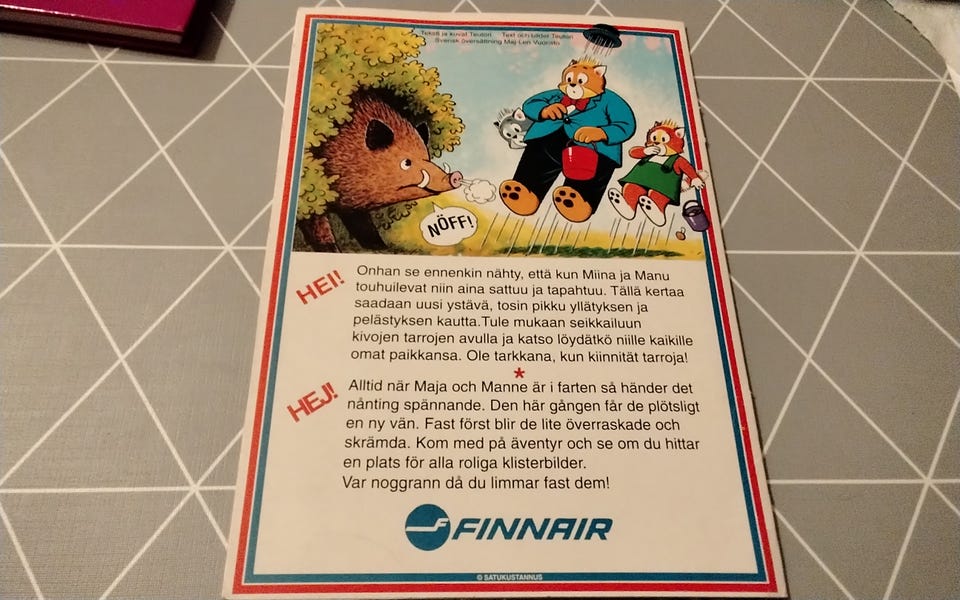 Teksti ja kuvat Teutori Text och bilder Teutori
Svensk översättning Maj-Len Vuoristo
NÖFF!
HEI!
Onhan se ennenkin nähty, että kun Miina ja Manu
touhuilevat niin aina sattuu ja tapahtuu. Tällä kertaa
saadaan uusi ystävä, tosin pikku yllätyksen ja
pelästyksen kautta.Tule mukaan seikkailuun
kivojen tarrojen avulla ja katso löydätkö niille kaikille
omat paikkansa. Ole tarkkana, kun kiinnität tarroja!
*
HEJ!
Alltid när Maja och Manne är i farten så händer det
nånting spännande. Den här gången får de plötsligt
en ny vän. Fast först blir de lite överraskade och
skrämda. Kom med på äventyr och se om du hittar
en plats för alla roliga klisterbilder.
Var noggrann då du limmar fast dem!
FINNAIR
© SATUKUSTANNUS